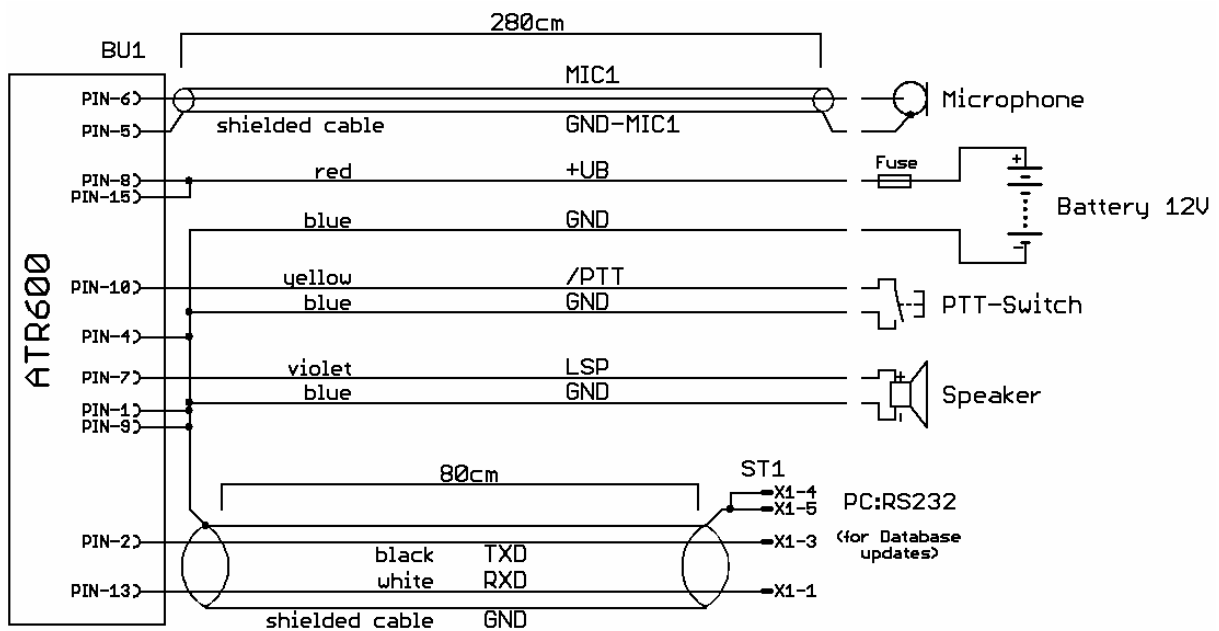 280cm
BU1
MIC1
PIN-6
Microphone
PIN-5
shielded cable GND-MIC1
Fuse
+
PIN-8 red +UB
PIN-15
Battery 12V
blue GND
-
ATR600
PIN-10 yellow /PTT
blue GND PTT-Switch
PIN-4
PIN-7 violet LSP
+
blue GND Speaker
-
PIN-1
PIN-9
80cm
ST1
X1-4
X1-5
PC:RS232
(for Database
updates)
PIN-2 X1-3
black TXD
white RXD
PIN-13 X1-1
shielded cable GND